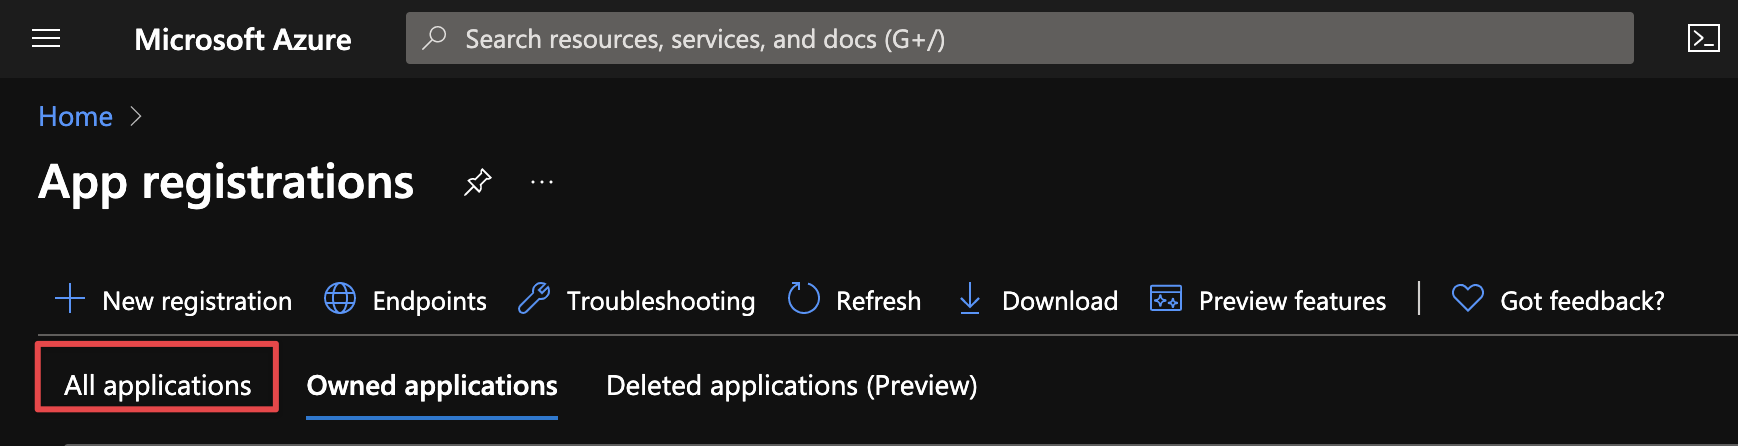 Microsoft Azure
Search resources, services, and docs (G+/)
Home
App registrations
New registration
Endpoints
Troubleshooting
Refresh
Download
Preview features
Got feedback?
All applications
Owned applications
Deleted applications (Preview)